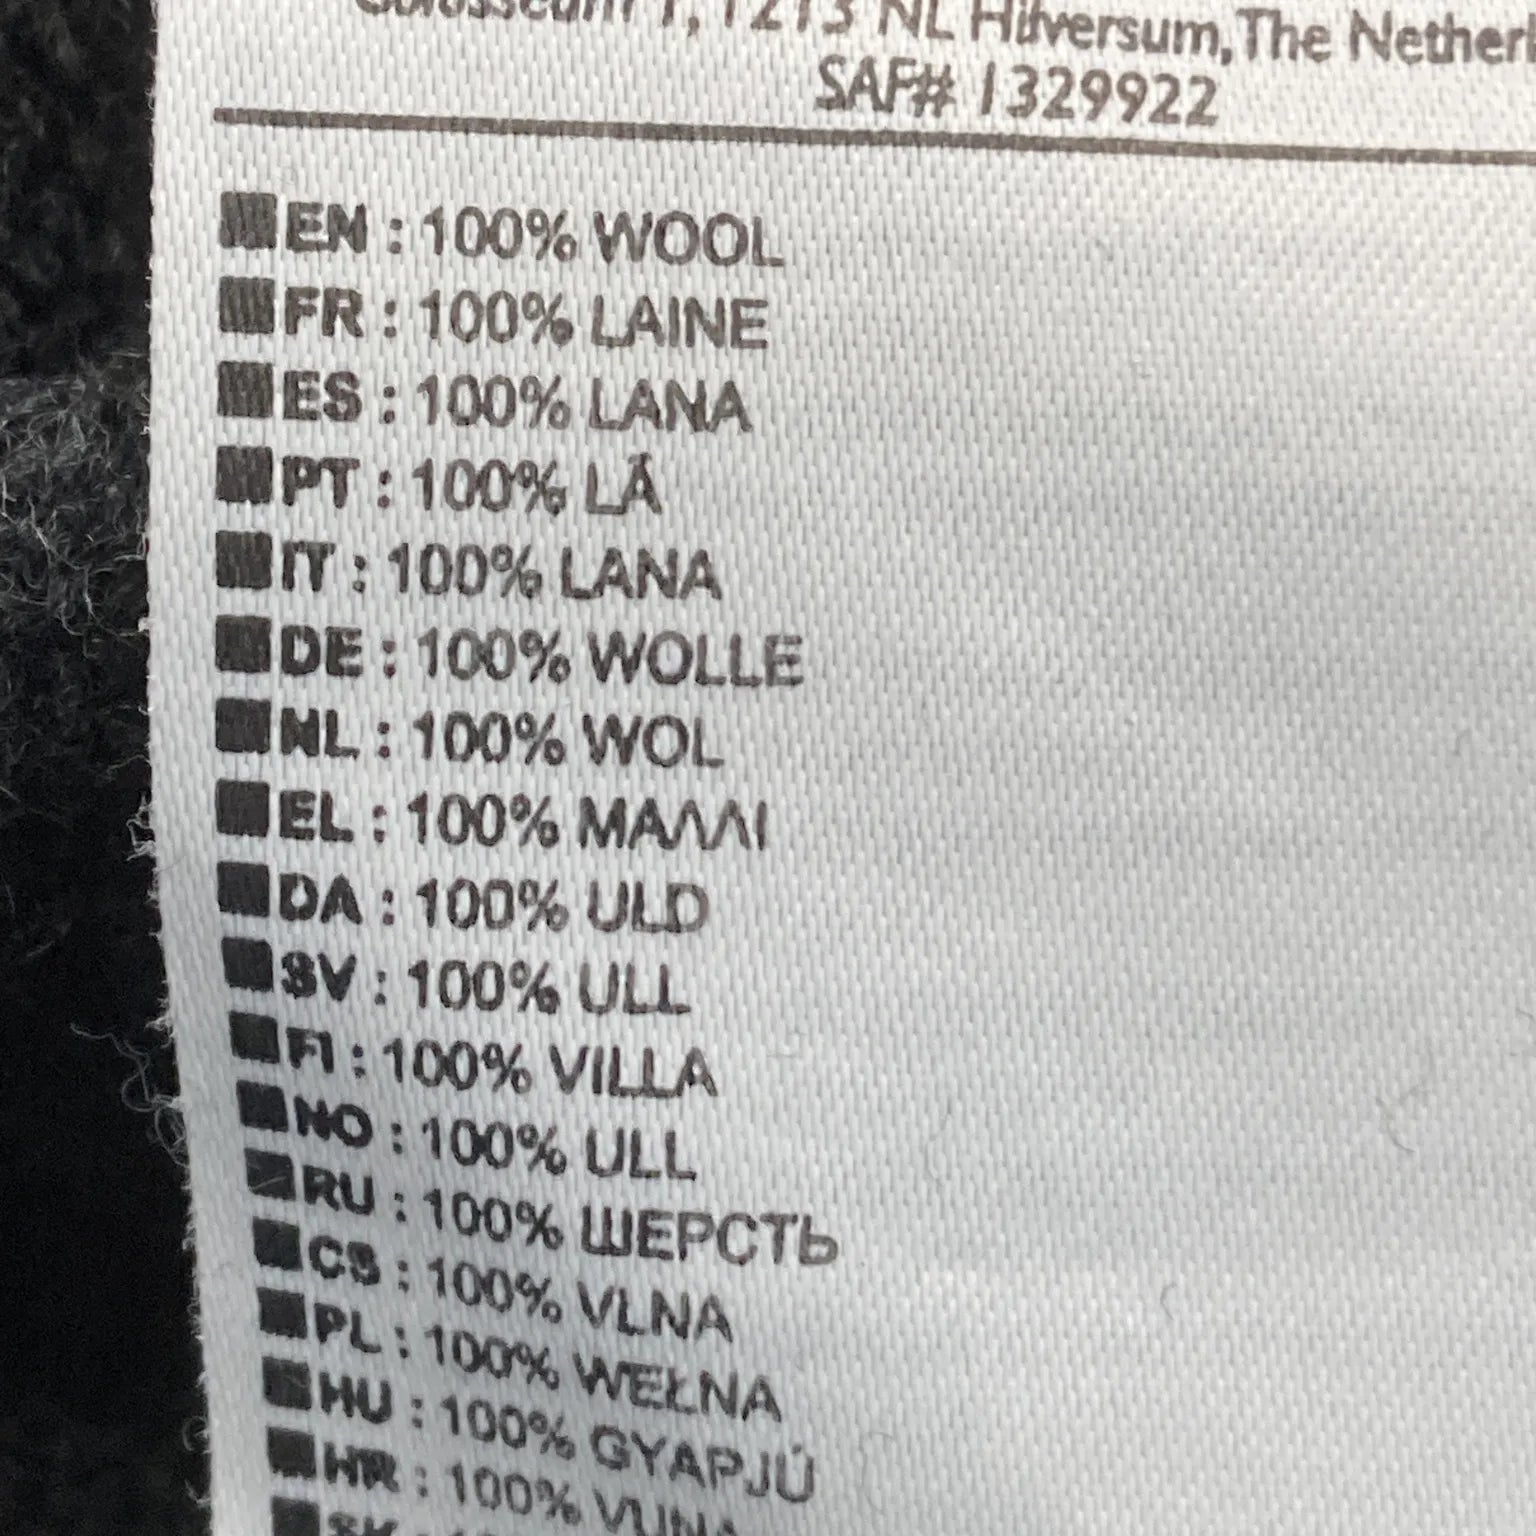 Colosseum 1, 1213 NL Hilversum, The
SAF# 1329922
EN : 100% WOOL
FR : 100% LAINE
ES : 100% LANA
PT : 100% LÃ
IT : 100% LANA
DE : 100% WOLLE
NL : 100% WOL
EL : 100% ΜΑΛΛΙ
DA : 100% ULD
SV : 100% ULL
FI : 100% VILLA
NO : 100% ULL
RU : 100% ШЕРСТЬ
CS : 100% VLNA
PL : 100% WEŁNA
HU : 100% GYAPJÚ
HR : 100% VUNA